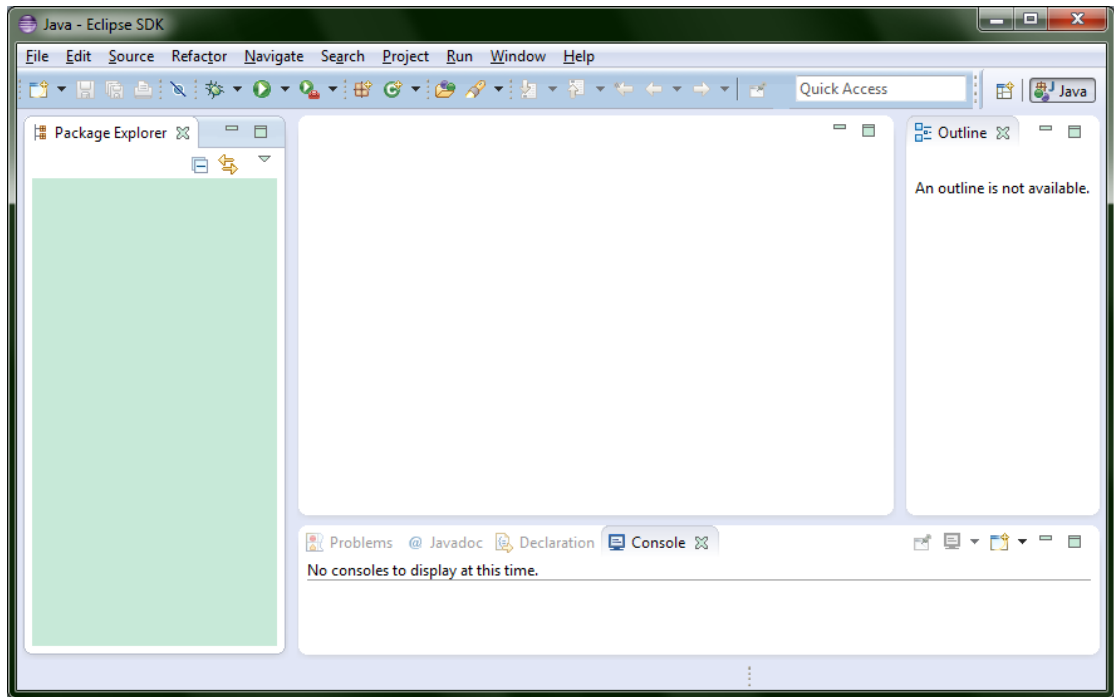 Java - Eclipse SDK
File Edit Source Refactor Navigate Search Project Run Window Help
Quick Access
Java
Package Explorer
Outline
An outline is not available.
Problems @ Javadoc Declaration Console
No consoles to display at this time.